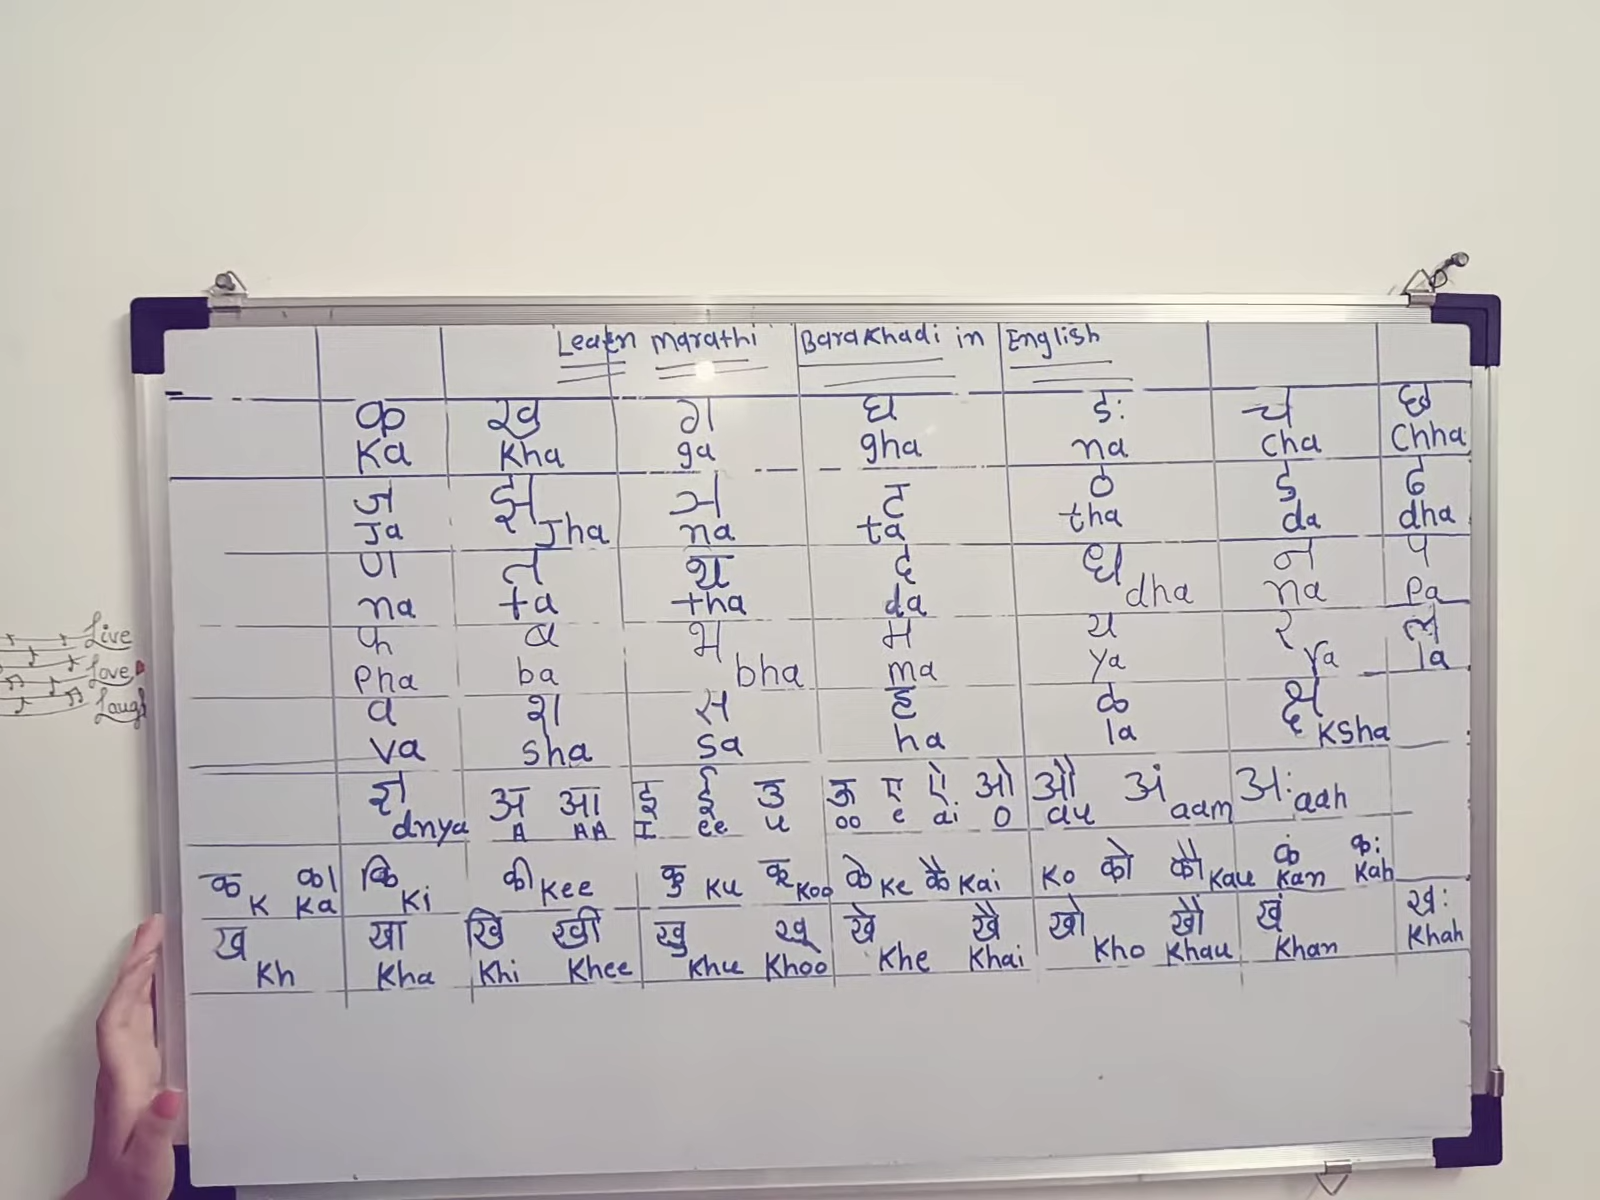 Learn Marathi Barakhadi in English
क ख ग घ ङ: च छ
Ka Kha ga gha na cha Chha
ज झ ञ ट ठ ड ढ
Ja Jha na ta tha da dha
ण त थ द ध न प
na ta tha da dha na Pa
फ ब भ म य र ल
Pha ba bha ma Ya ra la
व श स ह ळ क्ष
va sha sa ha la Ksha
ज्ञ अ आ इ ई उ ऊ ए ऐ ओ औ अं अ:
dnya A AA I ee u oo e ai O au aam aah
क का कि की कु कू के कै को कौ कं क:
K Ka Ki Kee Ku Koo Ke Kai Ko Kau Kan Kah
ख खा खि खी खु खू खे खै खो खौ खं ख:
Kh Kha Khi Khee Khu Khoo Khe Khai Kho Khau Khan Khah
Live
Love
Laugh